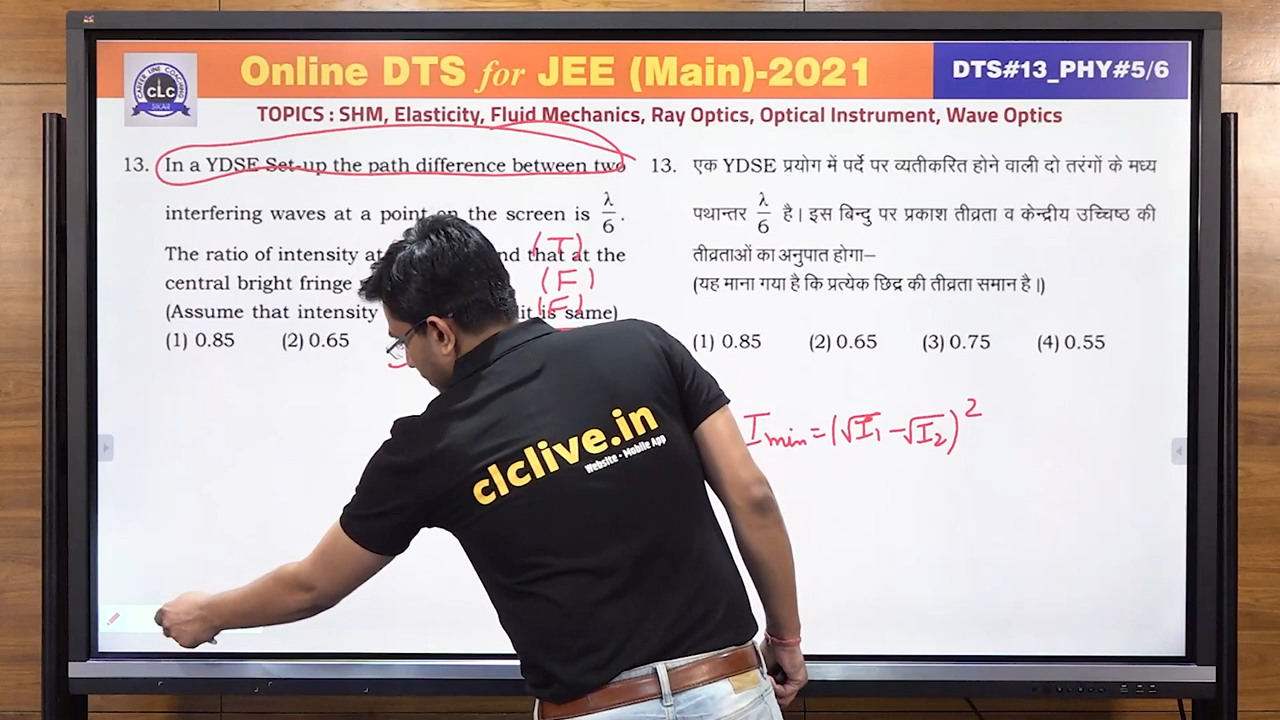 Online DTS for JEE (Main)-2021
DTS#13_PHY#5/6
CLC
SIKAR
TOPICS : SHM, Elasticity, Fluid Mechanics, Ray Optics, Optical Instrument, Wave Optics
13. In a YDSE Set-up the path difference between two
interfering waves at a point on the screen is λ/6.
The ratio of intensity at nd that at the
central bright fringe
(Assume that intensity lit is same)
(1) 0.85 (2) 0.65
(T)
(F)
(F)
13. एक YDSE प्रयोग में पर्दे पर व्यतीकरित होने वाली दो तरंगों के मध्य
पथान्तर λ/6 है। इस बिन्दु पर प्रकाश तीव्रता व केन्द्रीय उच्चिष्ठ की
तीव्रताओं का अनुपात होगा–
(यह माना गया है कि प्रत्येक छिद्र की तीव्रता समान है।)
(1) 0.85 (2) 0.65 (3) 0.75 (4) 0.55
I min = (√I₁ - √I₂)²
clclive.in
Website • Mobile App